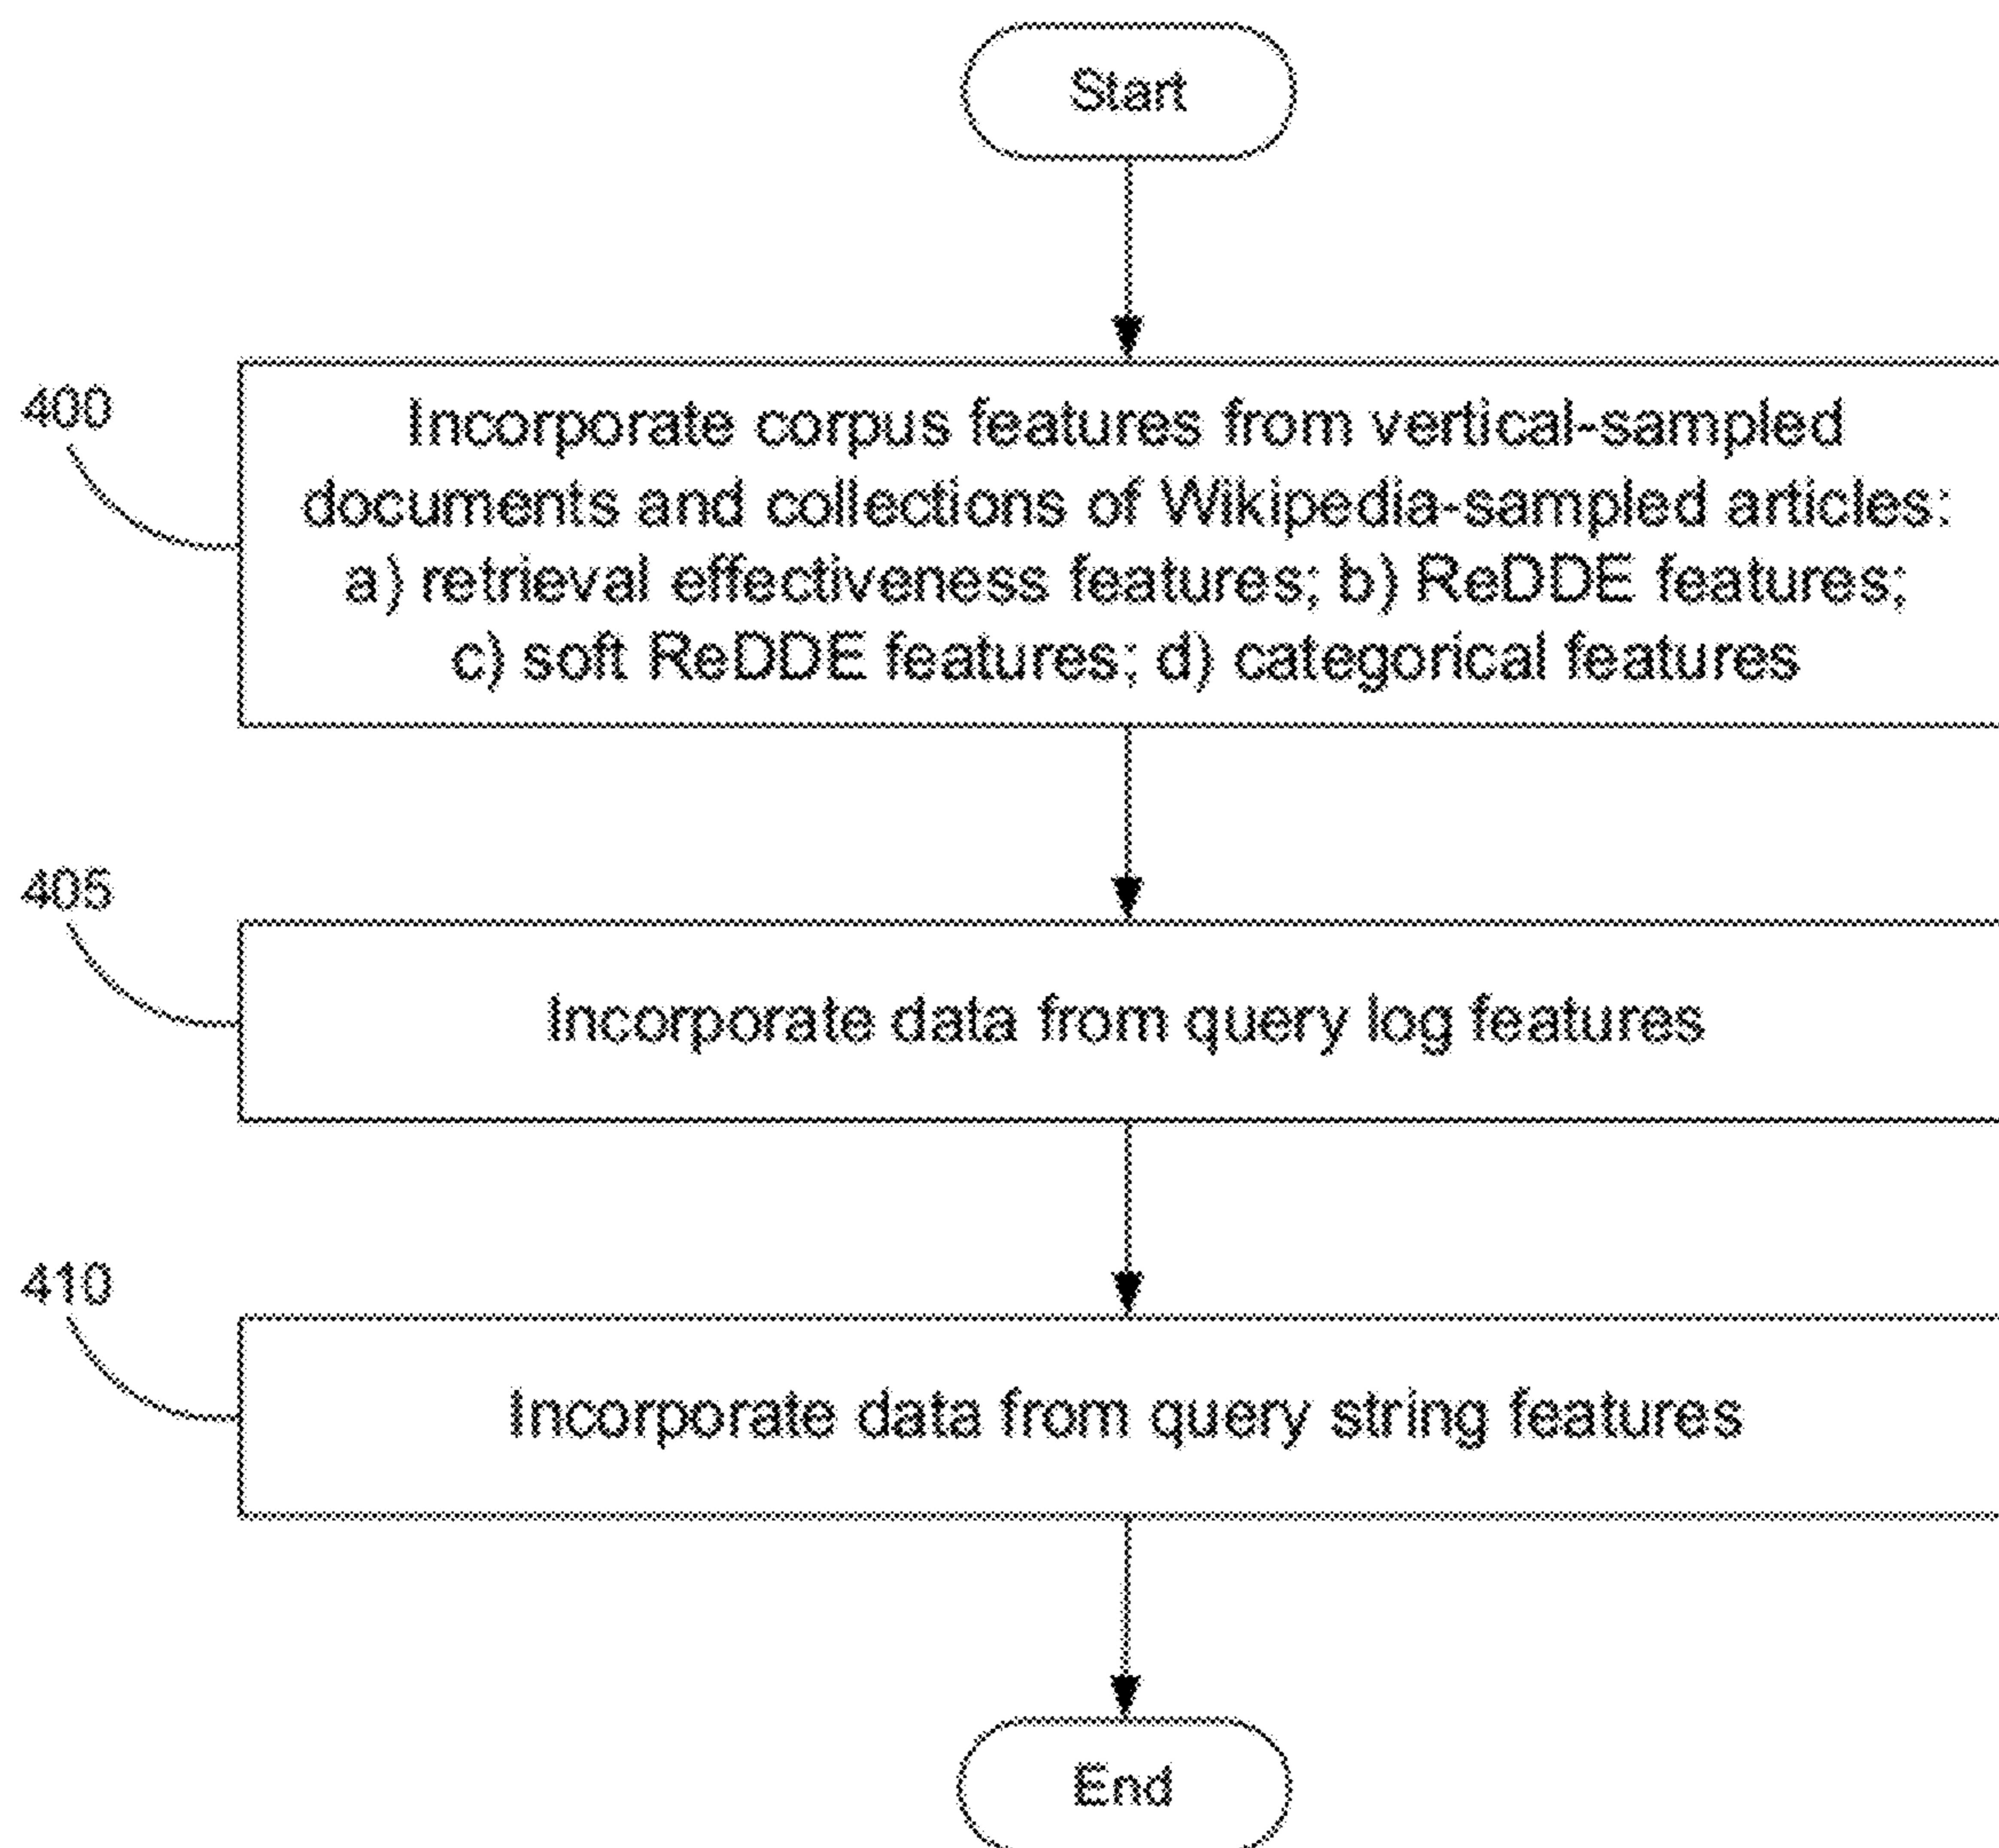 Start
400
Incorporate corpus features from vertical-sampled
documents and collections of Wikipedia-sampled articles:
a) retrieval effectiveness features; b) ReDDE features;
c) soft ReDDE features; d) categorical features
405
Incorporate data from query log features
410
Incorporate data from query string features
End